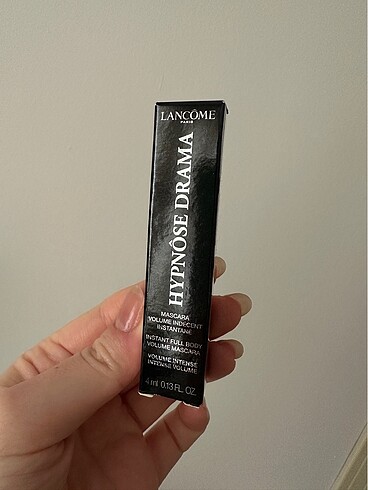 LANCÔME
PARIS
HYPNÔSE DRAMA
MASCARA
VOLUME INDECENT
INSTANTANÉ
INSTANT FULL BODY
VOLUME MASCARA
VOLUME INTENSE
INTENSE VOLUME
4 ml 0.13 FL. OZ.